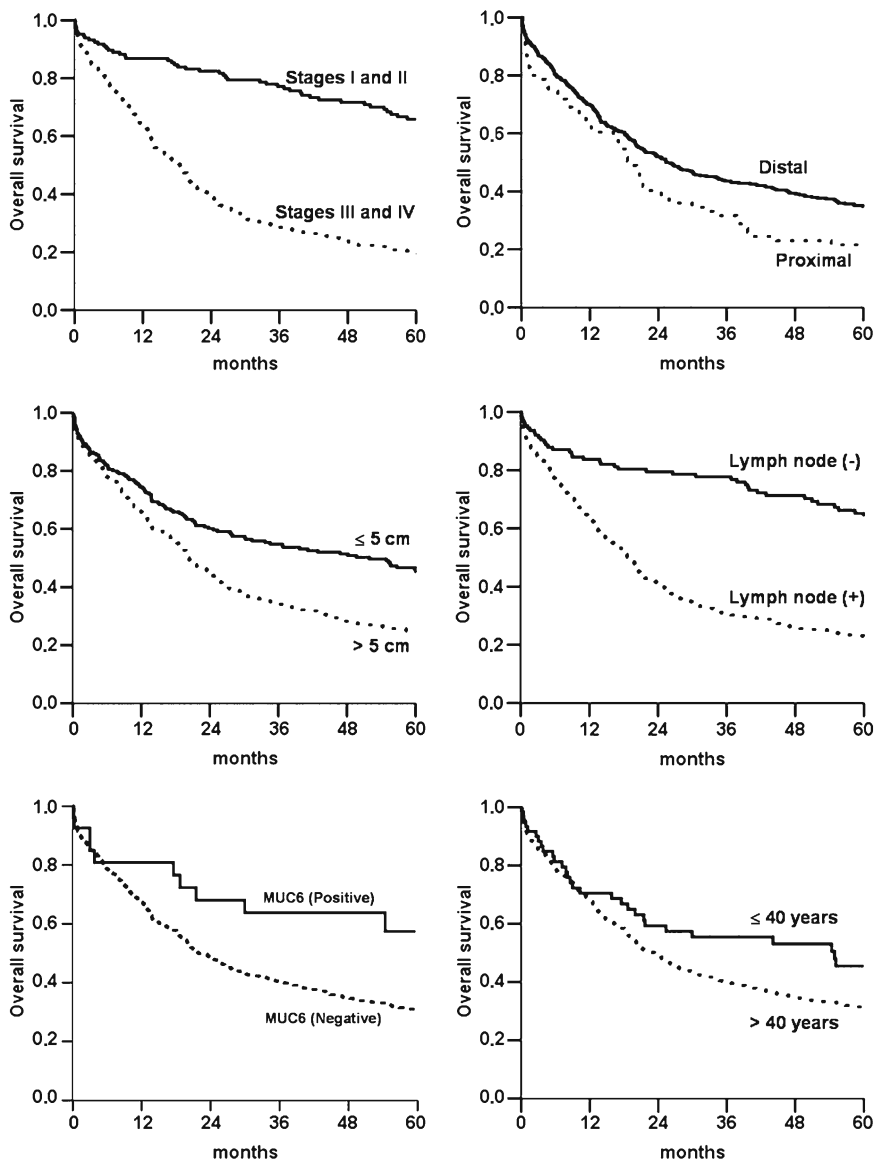 1.0
0.8
0.6
0.4
0.2
0.0
Overall survival
Stages I and II
Stages III and IV
0 12 24 36 48 60
months
1.0
0.8
0.6
0.4
0.2
0.0
Overall survival
Distal
Proximal
0 12 24 36 48 60
months
1.0
0.8
0.6
0.4
0.2
0.0
Overall survival
≤ 5 cm
> 5 cm
0 12 24 36 48 60
months
1.0
0.8
0.6
0.4
0.2
0.0
Overall survival
Lymph node (-)
Lymph node (+)
0 12 24 36 48 60
months
1.0
0.8
0.6
0.4
0.2
0.0
Overall survival
MUC6 (Positive)
MUC6 (Negative)
0 12 24 36 48 60
months
1.0
0.8
0.6
0.4
0.2
0.0
Overall survival
≤ 40 years
> 40 years
0 12 24 36 48 60
months